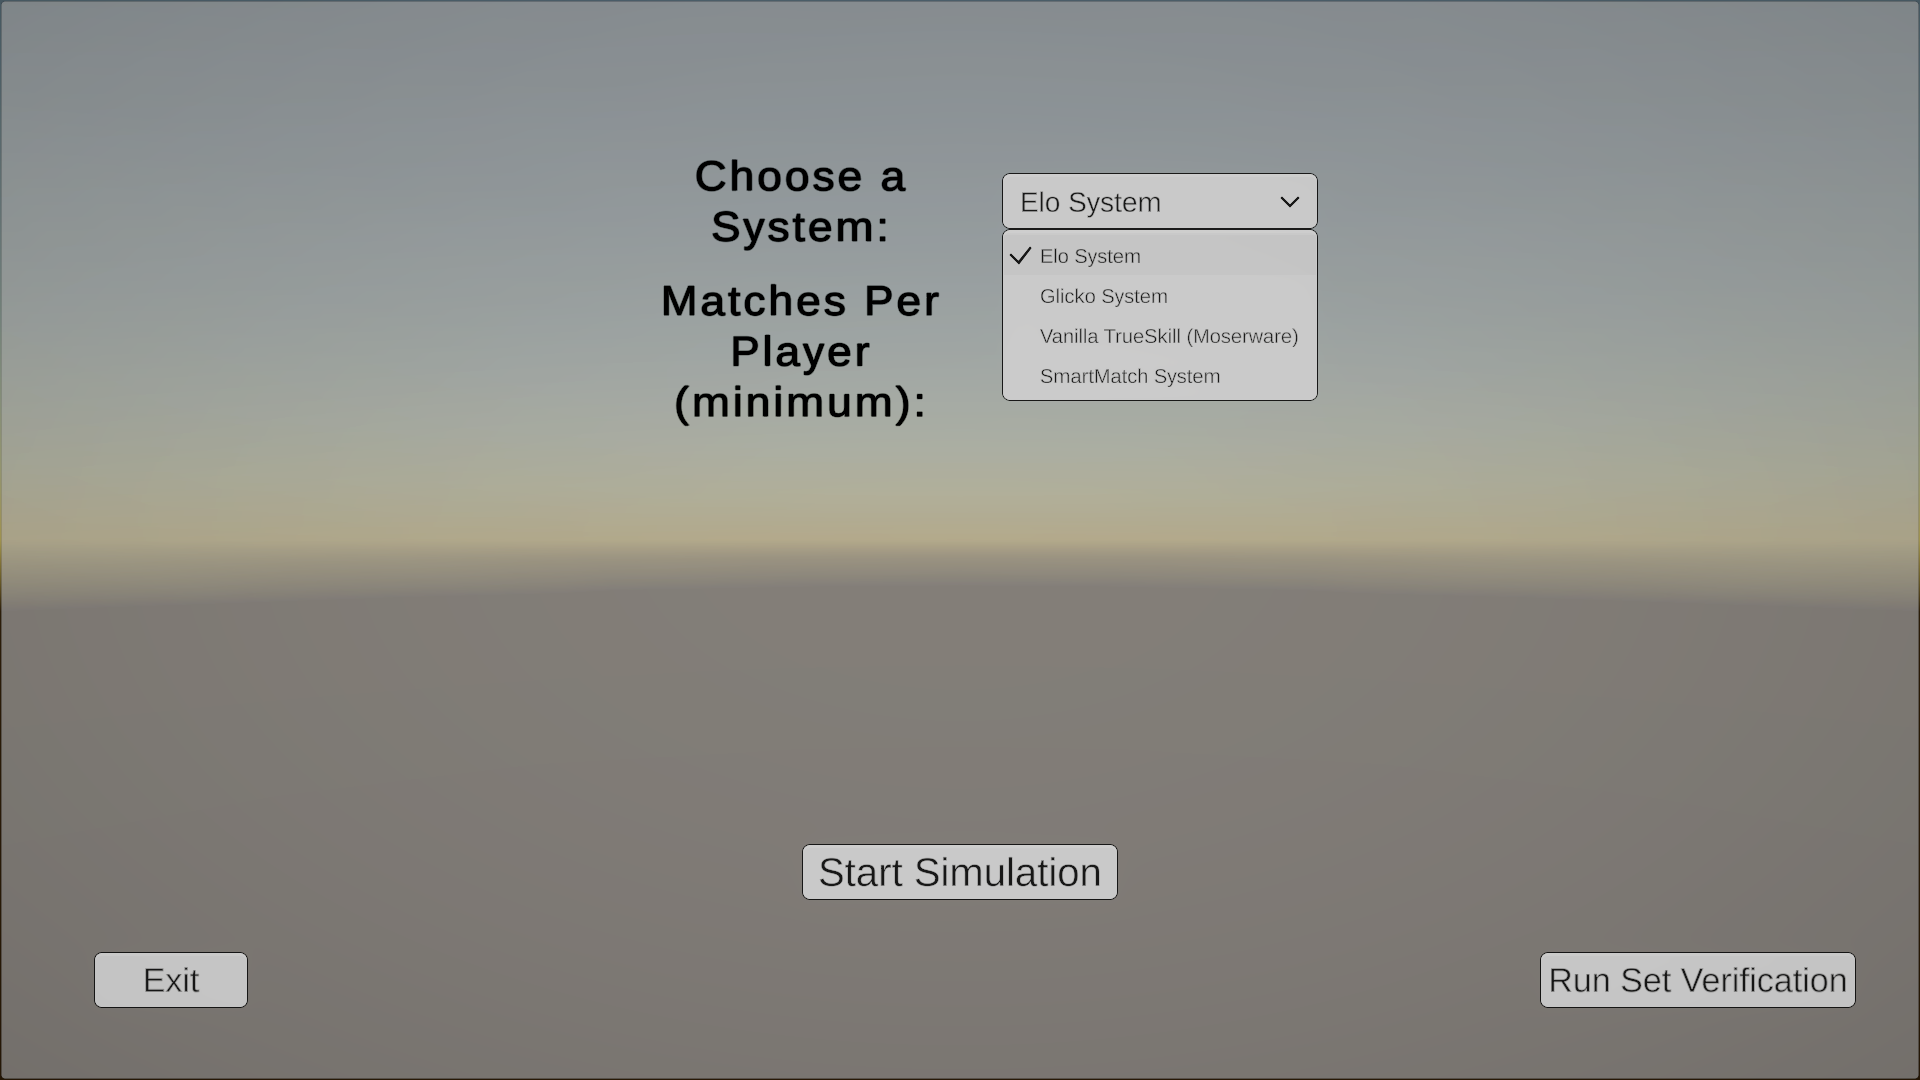 Choose a
System:
Elo System
Elo System
Glicko System
Vanilla TrueSkill (Moserware)
SmartMatch System
Matches Per
Player
(minimum):
Start Simulation
Exit
Run Set Verification